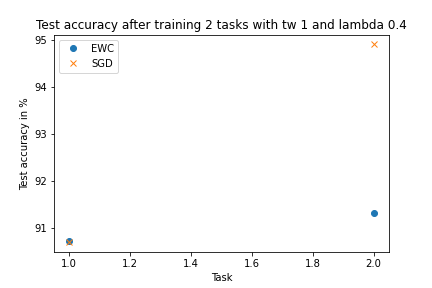 Test accuracy after training 2 tasks with tw 1 and lambda 0.4
EWC
SGD
Test accuracy in %
95
94
93
92
91
1.0 1.2 1.4 1.6 1.8 2.0
Task